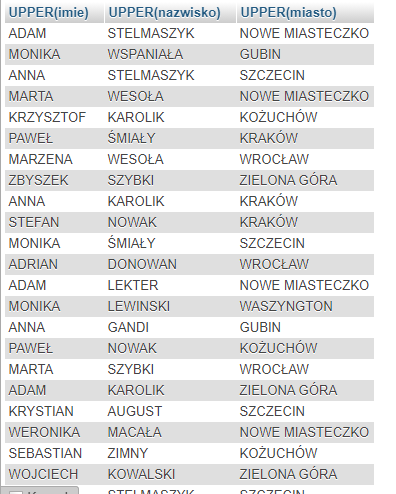 UPPER(imie) UPPER(nazwisko) UPPER(miasto)
ADAM STELMASZYK NOWE MIASTECZKO
MONIKA WSPANIAŁA GUBIN
ANNA STELMASZYK SZCZECIN
MARTA WESOŁA NOWE MIASTECZKO
KRZYSZTOF KAROLIK KOŻUCHÓW
PAWEŁ ŚMIAŁY KRAKÓW
MARZENA WESOŁA WROCŁAW
ZBYSZEK SZYBKI ZIELONA GÓRA
ANNA KAROLIK KRAKÓW
STEFAN NOWAK KRAKÓW
MONIKA ŚMIAŁY SZCZECIN
ADRIAN DONOWAN WROCŁAW
ADAM LEKTER NOWE MIASTECZKO
MONIKA LEWINSKI WASZYNGTON
ANNA GANDI GUBIN
PAWEŁ NOWAK KOŻUCHÓW
MARTA SZYBKI WROCŁAW
ADAM KAROLIK ZIELONA GÓRA
KRYSTIAN AUGUST SZCZECIN
WERONIKA MACAŁA NOWE MIASTECZKO
SEBASTIAN ZIMNY KOŻUCHÓW
WOJCIECH KOWALSKI ZIELONA GÓRA
STELMASZYK SZCZECIN